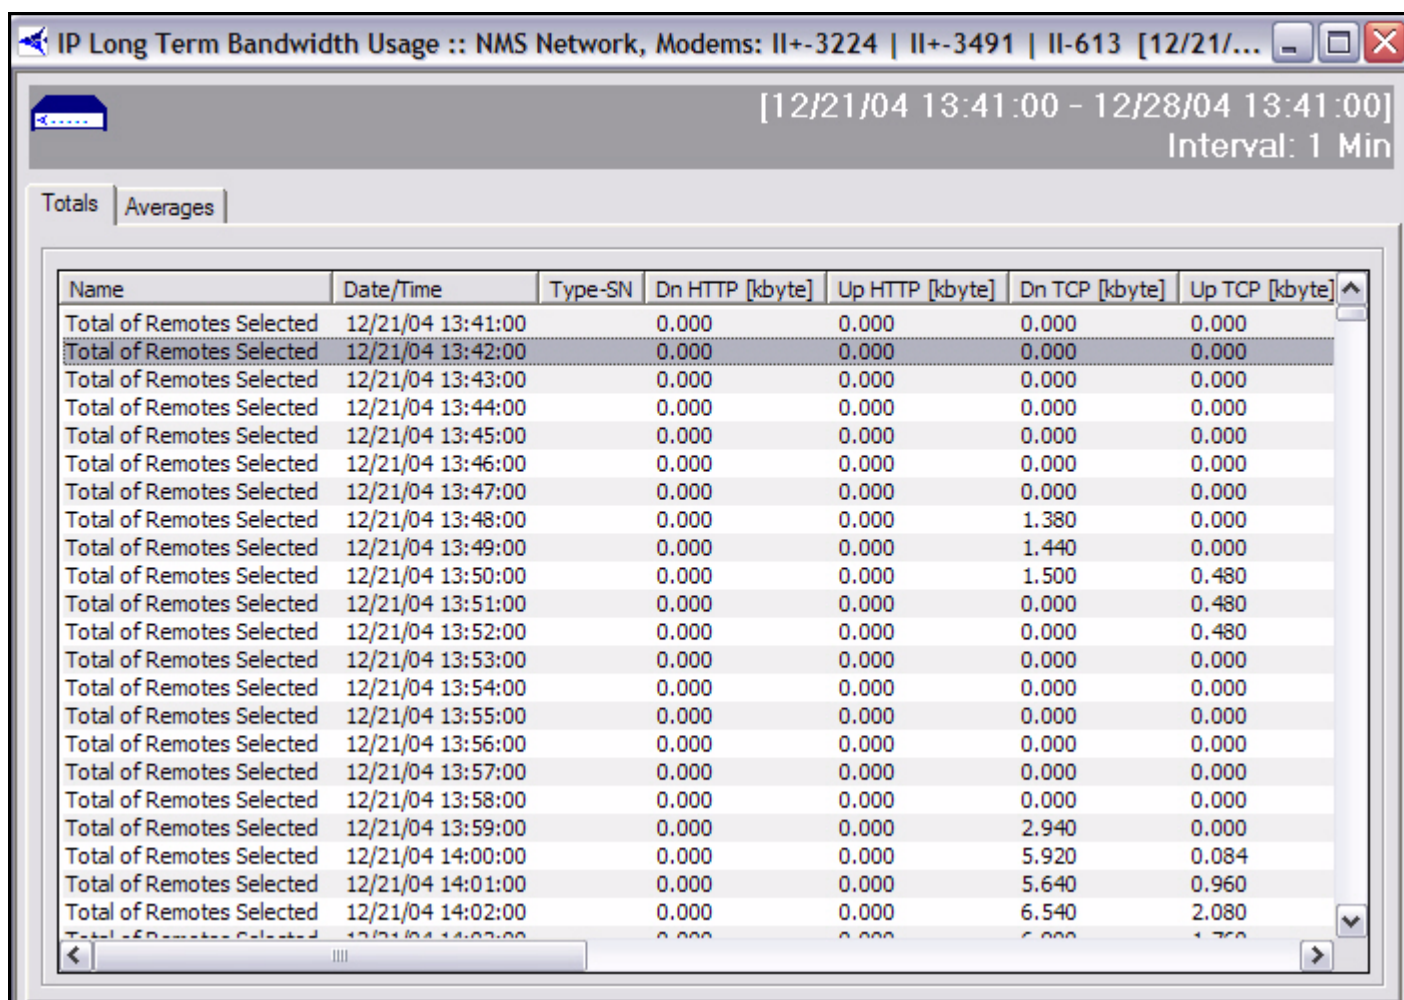 IP Long Term Bandwidth Usage :: NMS Network, Modems: II+-3224 | II+-3491 | II-613 [12/21/...
[12/21/04 13:41:00 - 12/28/04 13:41:00]
Interval: 1 Min
Totals Averages
Name Date/Time Type-SN Dn HTTP [kbyte] Up HTTP [kbyte] Dn TCP [kbyte] Up TCP [kbyte]
Total of Remotes Selected 12/21/04 13:41:00 0.000 0.000 0.000 0.000
Total of Remotes Selected 12/21/04 13:42:00 0.000 0.000 0.000 0.000
Total of Remotes Selected 12/21/04 13:43:00 0.000 0.000 0.000 0.000
Total of Remotes Selected 12/21/04 13:44:00 0.000 0.000 0.000 0.000
Total of Remotes Selected 12/21/04 13:45:00 0.000 0.000 0.000 0.000
Total of Remotes Selected 12/21/04 13:46:00 0.000 0.000 0.000 0.000
Total of Remotes Selected 12/21/04 13:47:00 0.000 0.000 0.000 0.000
Total of Remotes Selected 12/21/04 13:48:00 0.000 0.000 1.380 0.000
Total of Remotes Selected 12/21/04 13:49:00 0.000 0.000 1.440 0.000
Total of Remotes Selected 12/21/04 13:50:00 0.000 0.000 1.500 0.480
Total of Remotes Selected 12/21/04 13:51:00 0.000 0.000 0.000 0.480
Total of Remotes Selected 12/21/04 13:52:00 0.000 0.000 0.000 0.480
Total of Remotes Selected 12/21/04 13:53:00 0.000 0.000 0.000 0.000
Total of Remotes Selected 12/21/04 13:54:00 0.000 0.000 0.000 0.000
Total of Remotes Selected 12/21/04 13:55:00 0.000 0.000 0.000 0.000
Total of Remotes Selected 12/21/04 13:56:00 0.000 0.000 0.000 0.000
Total of Remotes Selected 12/21/04 13:57:00 0.000 0.000 0.000 0.000
Total of Remotes Selected 12/21/04 13:58:00 0.000 0.000 0.000 0.000
Total of Remotes Selected 12/21/04 13:59:00 0.000 0.000 2.940 0.000
Total of Remotes Selected 12/21/04 14:00:00 0.000 0.000 5.920 0.084
Total of Remotes Selected 12/21/04 14:01:00 0.000 0.000 5.640 0.960
Total of Remotes Selected 12/21/04 14:02:00 0.000 0.000 6.540 2.080